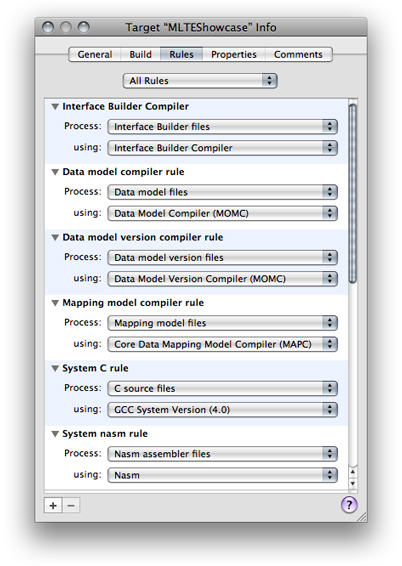 Target “MLTEShowcase” Info
General Build Rules Properties Comments
All Rules
Interface Builder Compiler
Process: Interface Builder files
using: Interface Builder Compiler
Data model compiler rule
Process: Data model files
using: Data Model Compiler (MOMC)
Data model version compiler rule
Process: Data model version files
using: Data Model Version Compiler (MOMC)
Mapping model compiler rule
Process: Mapping model files
using: Core Data Mapping Model Compiler (MAPC)
System C rule
Process: C source files
using: GCC System Version (4.0)
System nasm rule
Process: Nasm assembler files
using: Nasm
+ − ?